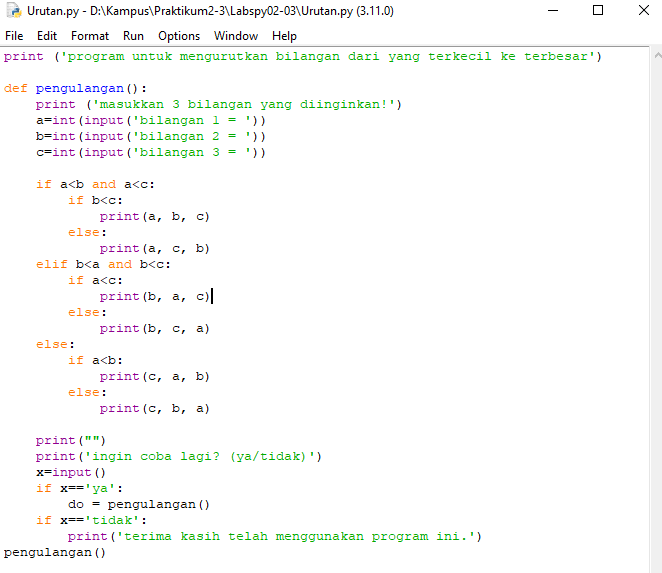 Urutan.py - D:\Kampus\Praktikum2-3\Labspy02-03\Urutan.py (3.11.0)
File Edit Format Run Options Window Help
print ('program untuk mengurutkan bilangan dari yang terkecil ke terbesar')

def pengulangan():
    print ('masukkan 3 bilangan yang diinginkan!')
    a=int(input('bilangan 1 = '))
    b=int(input('bilangan 2 = '))
    c=int(input('bilangan 3 = '))

    if a<b and a<c:
        if b<c:
            print(a, b, c)
        else:
            print(a, c, b)
    elif b<a and b<c:
        if a<c:
            print(b, a, c)
        else:
            print(b, c, a)
    else:
        if a<b:
            print(c, a, b)
        else:
            print(c, b, a)

    print("")
    print('ingin coba lagi? (ya/tidak)')
    x=input()
    if x=='ya':
        do = pengulangan()
    if x=='tidak':
        print('terima kasih telah menggunakan program ini.')
pengulangan()